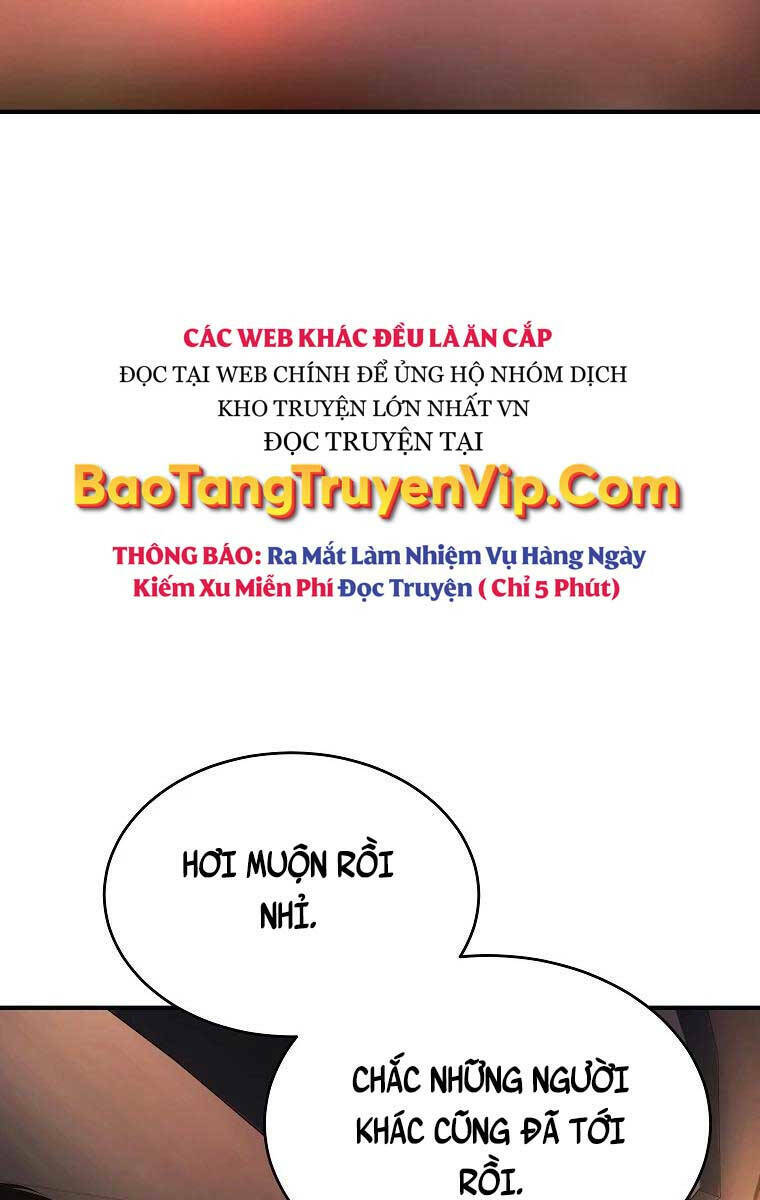 CÁC WEB KHÁC ĐỀU LÀ ĂN CẮP
ĐỌC TẠI WEB CHÍNH ĐỂ ỦNG HỘ NHÓM DỊCH
KHO TRUYỆN LỚN NHẤT VN
ĐỌC TRUYỆN TẠI
BaoTangTruyenVip.Com
THÔNG BÁO: Ra Mắt Làm Nhiệm Vụ Hàng Ngày
Kiếm Xu Miễn Phí Đọc Truyện ( Chỉ 5 Phút)
HƠI MUỘN RỒI
NHỈ.
CHẮC NHỮNG NGƯỜI
KHÁC CŨNG ĐÃ TỚI
RỒI.